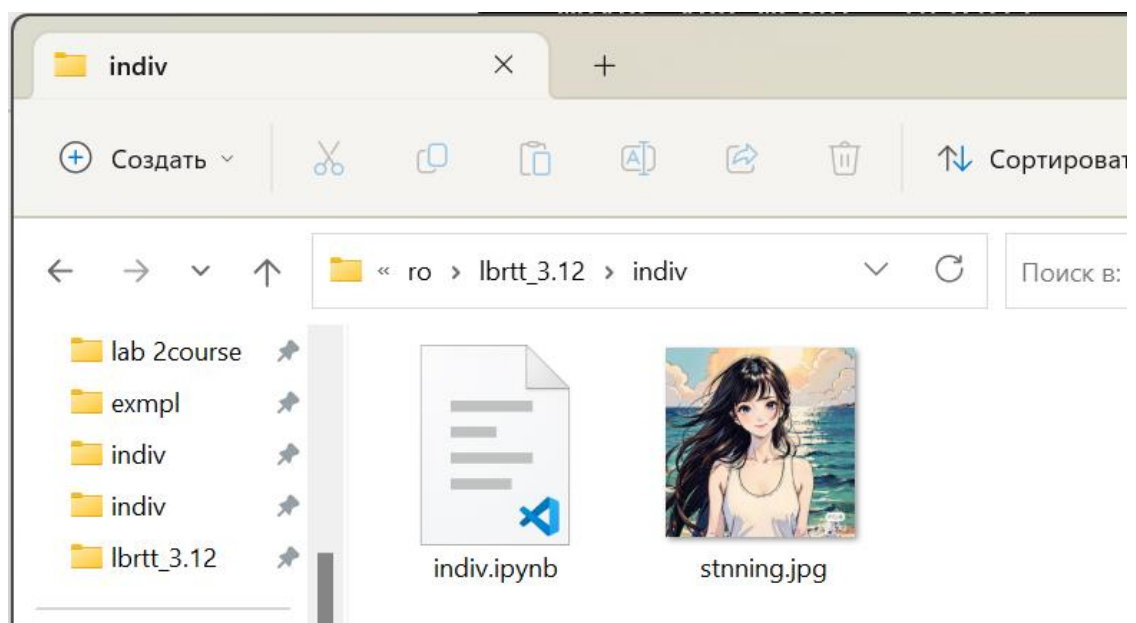 indiv
Создать
Сортироват
« ro > lbrtt_3.12 > indiv
Поиск в:
lab 2course
exmpl
indiv
indiv
lbrtt_3.12
indiv.ipynb
stnning.jpg